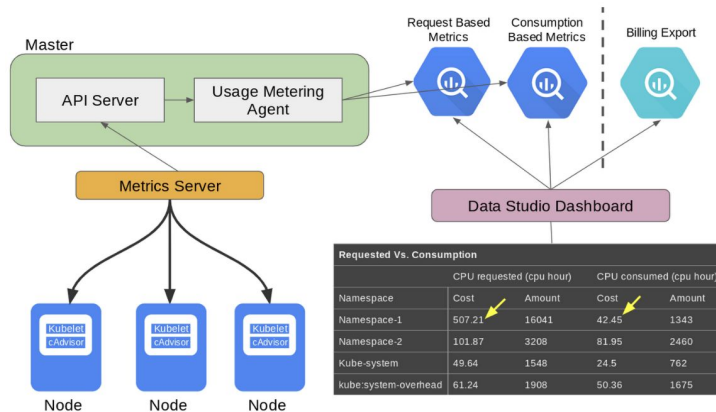 Master
API Server
Usage Metering
Agent
Request Based
Metrics
Consumption
Based Metrics
Billing Export
Metrics Server
Data Studio Dashboard
Kubelet
cAdvisor
Node
Kubelet
cAdvisor
Node
Kubelet
cAdvisor
Node
Requested Vs. Consumption
CPU requested (cpu hour) CPU consumed (cpu hour)
Namespace Cost Amount Cost Amount
Namespace-1 507.21 16041 42.45 1343
Namespace-2 101.87 3208 81.95 2460
Kube-system 49.64 1548 24.5 762
kube:system-overhead 61.24 1908 50.36 1675